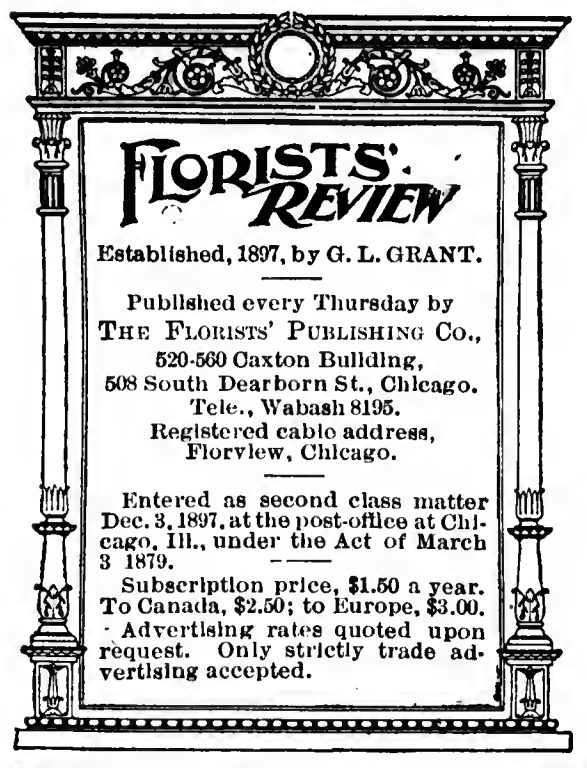 FLORISTS'
REVIEW
Established, 1897, by G. L. GRANT.
Published every Thursday by
THE FLORISTS' PUBLISHING CO.,
520-560 Caxton Building,
508 South Dearborn St., Chicago.
Tele., Wabash 8195.
Registered cable address,
Florview, Chicago.
Entered as second class matter
Dec. 3, 1897, at the post-office at Chi-
cago, Ill., under the Act of March
3 1879.
Subscription price, $1.50 a year.
To Canada, $2.50; to Europe, $3.00.
Advertising rates quoted upon
request. Only strictly trade ad-
vertising accepted.